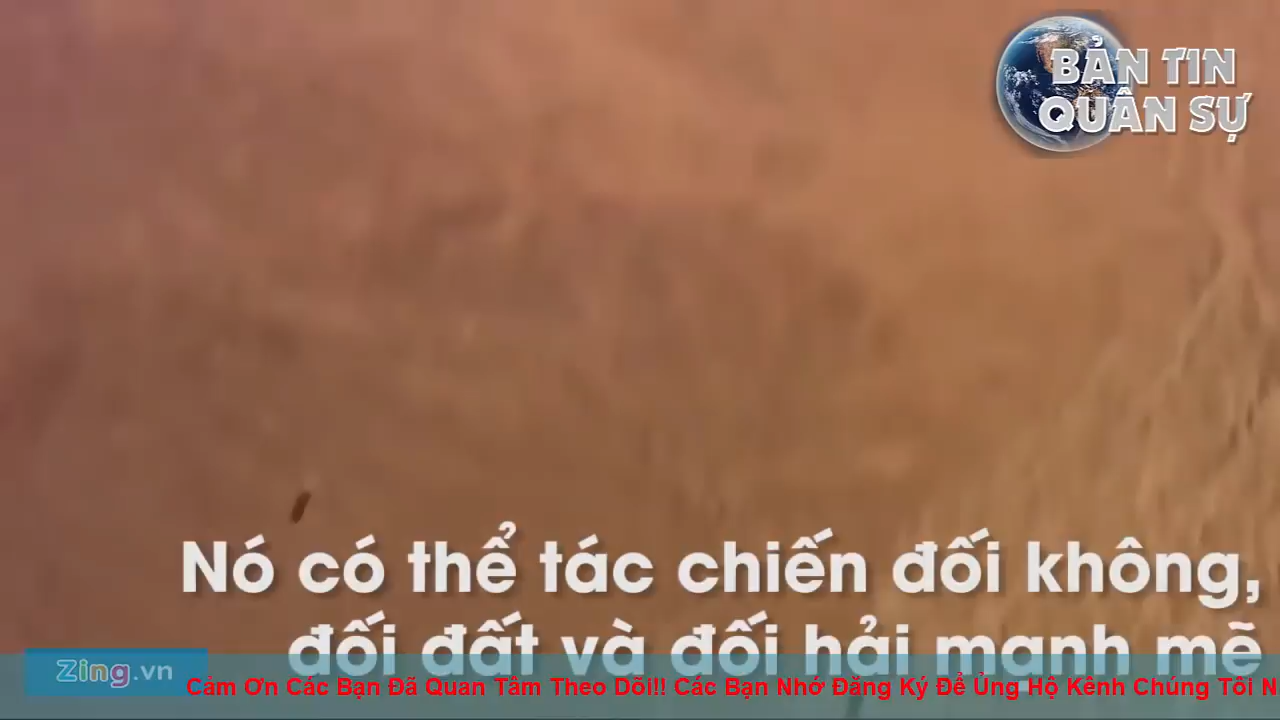 BẢN TIN
QUÂN SỰ
Nó có thể tác chiến đối không,
đối đất và đối hải mạnh mẽ
Zing.vn
Cảm Ơn Các Bạn Đã Quan Tâm Theo Dõi!! Các Bạn Nhớ Đăng Ký Để Ủng Hộ Kênh Chúng Tôi N